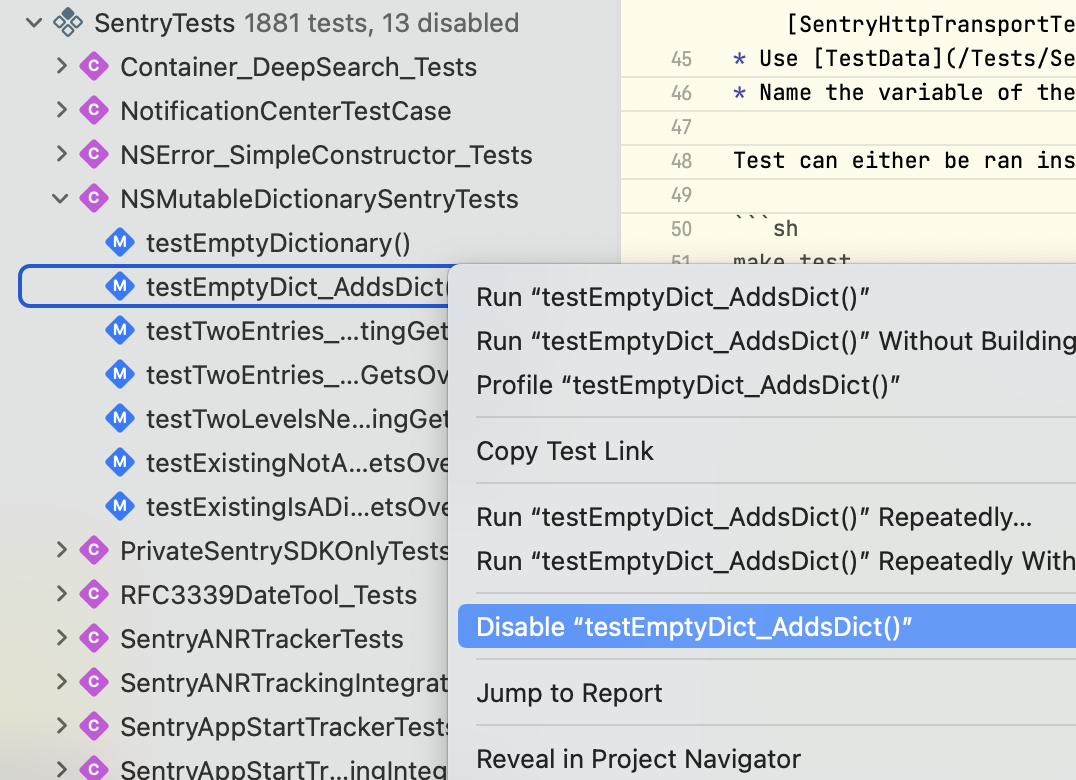 SentryTests 1881 tests, 13 disabled
C Container_DeepSearch_Tests
C NotificationCenterTestCase
C NSError_SimpleConstructor_Tests
C NSMutableDictionarySentryTests
M testEmptyDictionary()
M testEmptyDict_AddsDict(
M testTwoEntries_...tingGet
M testTwoEntries_...GetsOv
M testTwoLevelsNe...ingGet
M testExistingNotA...etsOve
M testExistingIsADi...etsOve
C PrivateSentrySDKOnlyTests
C RFC3339DateTool_Tests
C SentryANRTrackerTests
C SentryANRTrackingIntegrat
C SentryAppStartTrackerTests
C SentryAppStartTr...ingInteg
[SentryHttpTransportTe
45 * Use [TestData](/Tests/Se
46 * Name the variable of the
47
48 Test can either be ran ins
49
50 ```sh
51 make test
Run “testEmptyDict_AddsDict()”
Run “testEmptyDict_AddsDict()” Without Building
Profile “testEmptyDict_AddsDict()”
Copy Test Link
Run “testEmptyDict_AddsDict()” Repeatedly...
Run “testEmptyDict_AddsDict()” Repeatedly With
Disable “testEmptyDict_AddsDict()”
Jump to Report
Reveal in Project Navigator